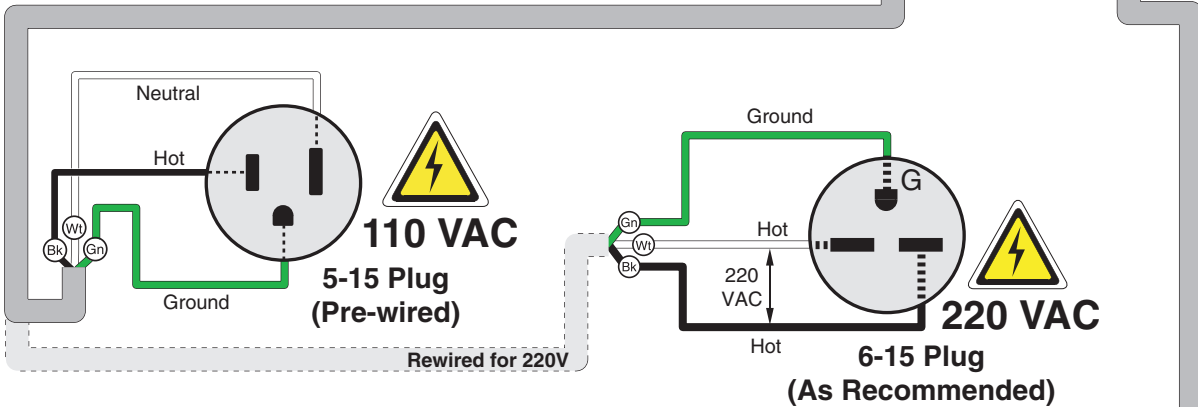 Neutral
Hot
Wt
Bk
Gn
Ground
110 VAC
5-15 Plug
(Pre-wired)
Rewired for 220V
Ground
G
Gn
Wt
Bk
Hot
220
VAC
Hot
220 VAC
6-15 Plug
(As Recommended)